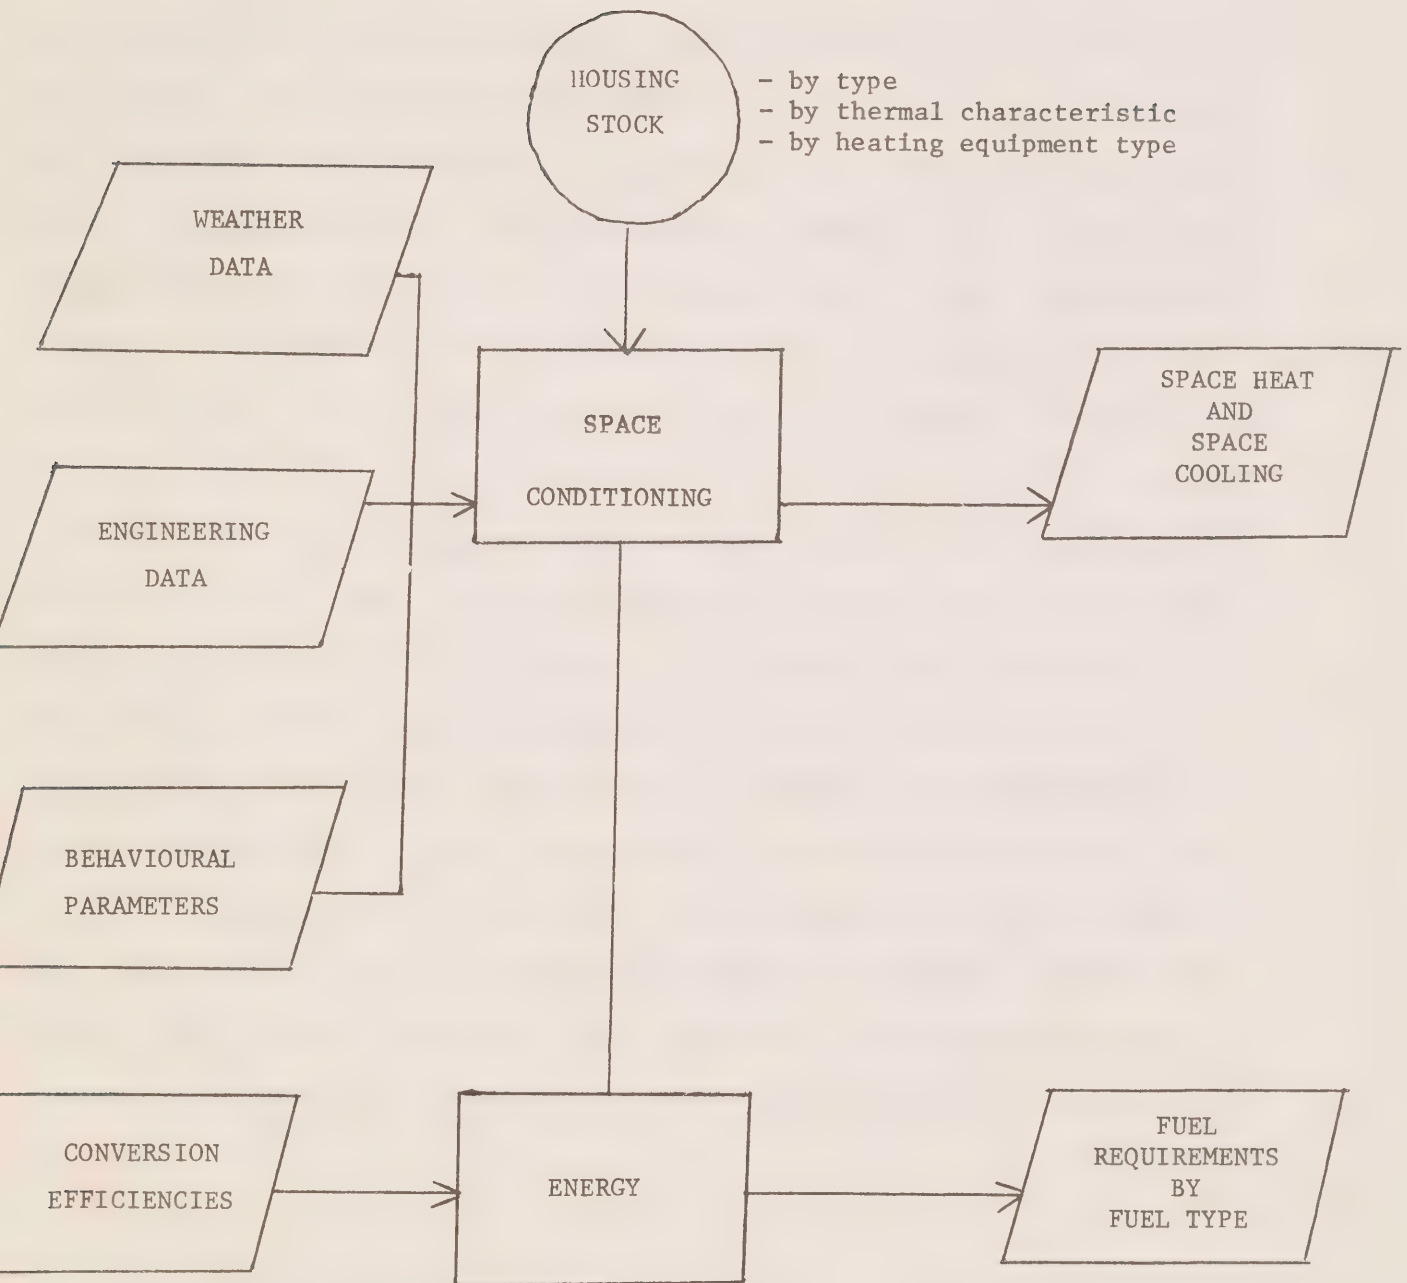 HOUSING
STOCK
- by type
- by thermal characteristic
- by heating equipment type
WEATHER
DATA
SPACE
CONDITIONING
SPACE HEAT
AND
SPACE
COOLING
ENGINEERING
DATA
BEHAVIOURAL
PARAMETERS
CONVERSION
EFFICIENCIES
ENERGY
FUEL
REQUIREMENTS
BY
FUEL TYPE